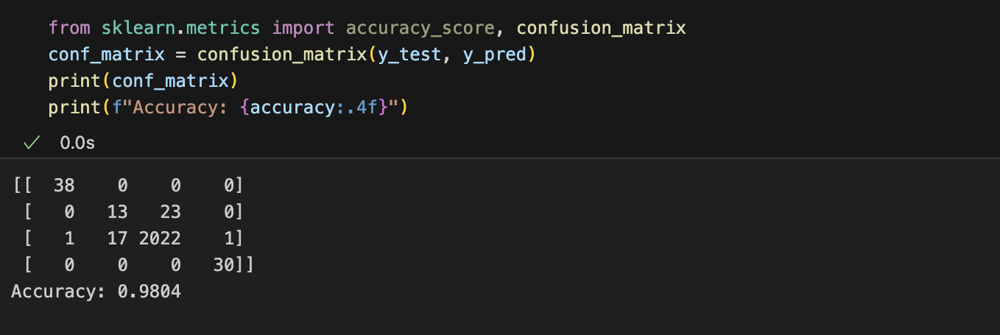 from sklearn.metrics import accuracy_score, confusion_matrix
conf_matrix = confusion_matrix(y_test, y_pred)
print(conf_matrix)
print(f"Accuracy: {accuracy:.4f}")
0.0s
[[  38    0    0    0]
 [   0   13   23    0]
 [   1   17 2022    1]
 [   0    0    0   30]]
Accuracy: 0.9804